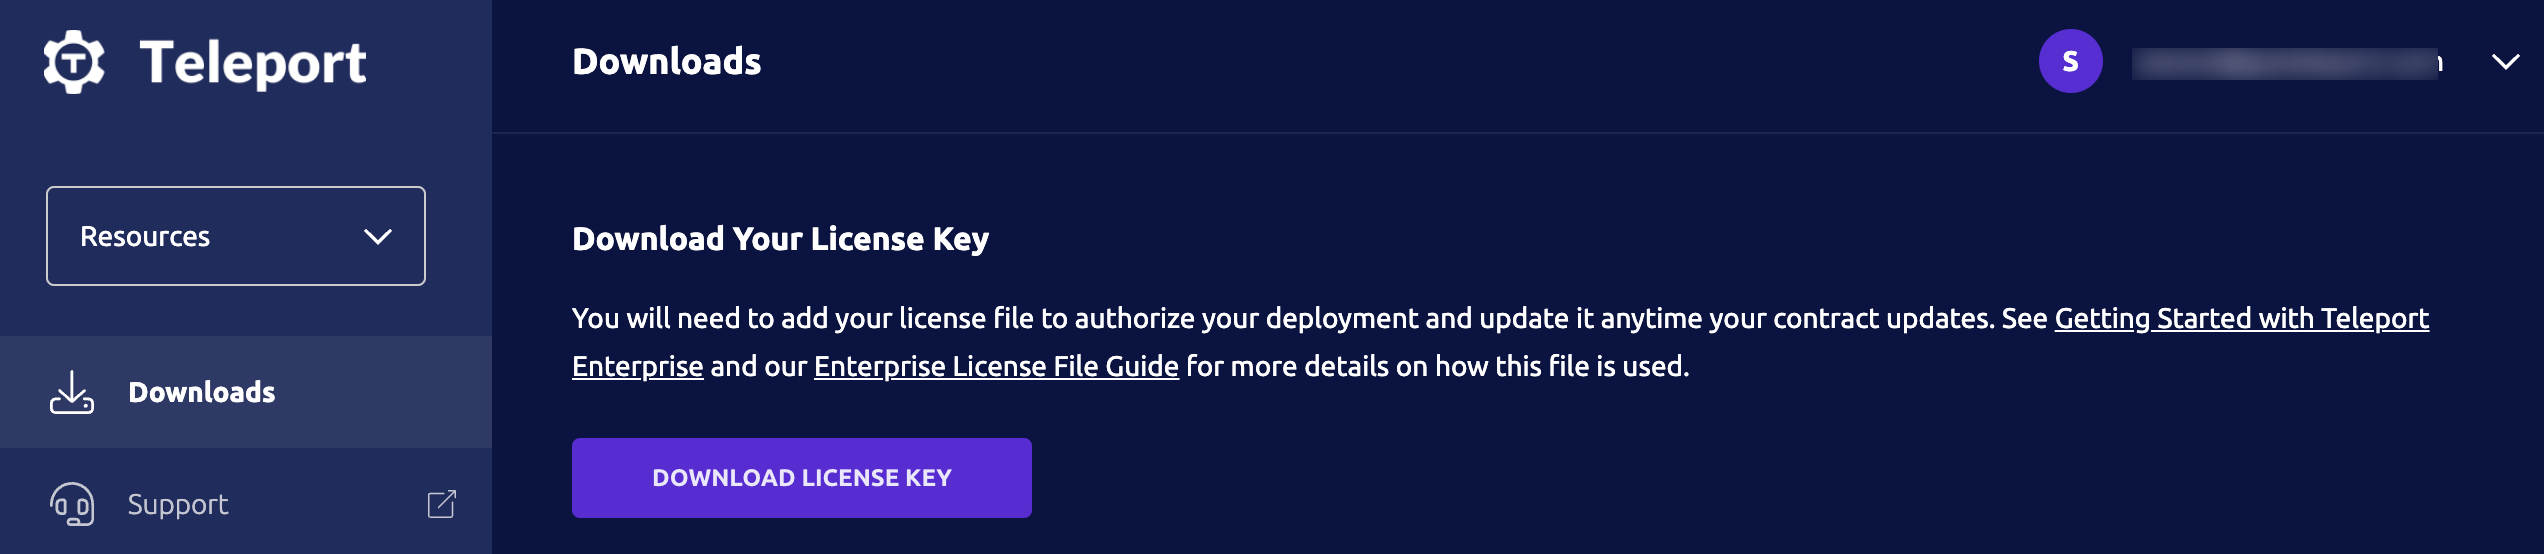 Teleport
Resources
Downloads
Support
Downloads
S
Download Your License Key
You will need to add your license file to authorize your deployment and update it anytime your contract updates. See Getting Started with Teleport
Enterprise and our Enterprise License File Guide for more details on how this file is used.
DOWNLOAD LICENSE KEY